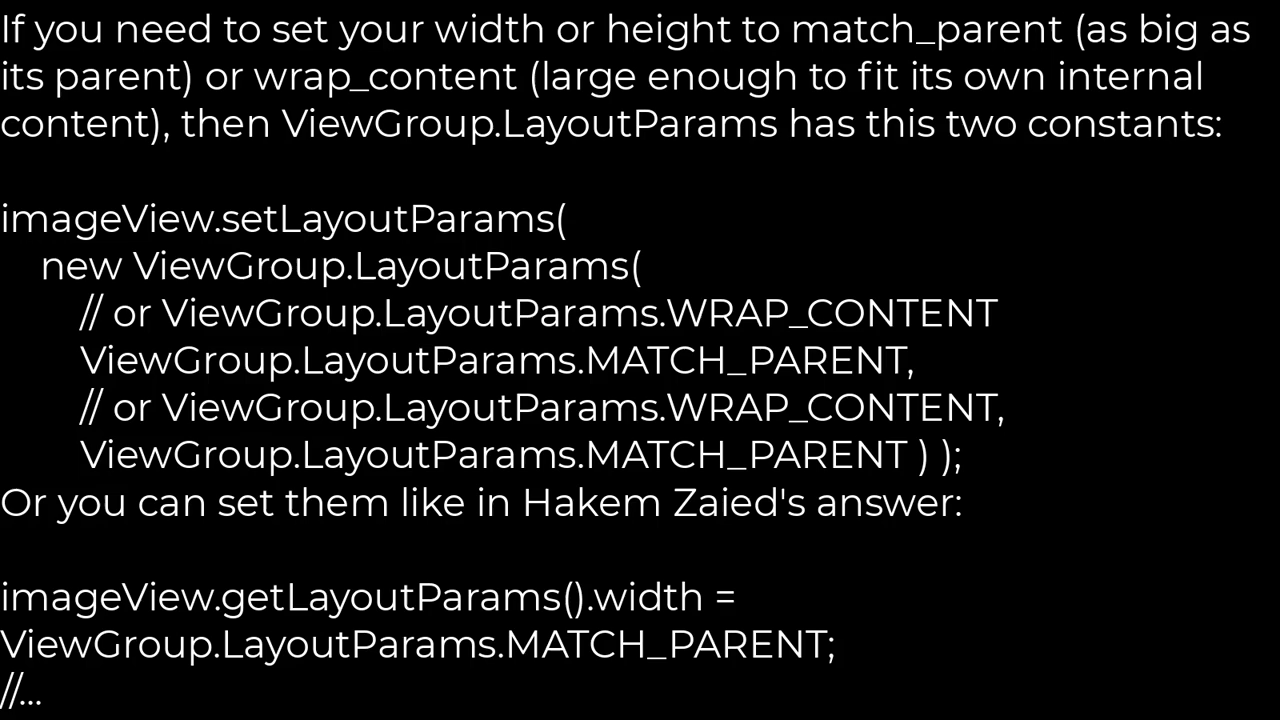 If you need to set your width or height to match_parent (as big as
its parent) or wrap_content (large enough to fit its own internal
content), then ViewGroup.LayoutParams has this two constants:
imageView.setLayoutParams(
new ViewGroup.LayoutParams(
// or ViewGroup.LayoutParams.WRAP_CONTENT
ViewGroup.LayoutParams.MATCH_PARENT,
// or ViewGroup.LayoutParams.WRAP_CONTENT,
ViewGroup.LayoutParams.MATCH_PARENT ) );
Or you can set them like in Hakem Zaied's answer:
imageView.getLayoutParams().width =
ViewGroup.LayoutParams.MATCH_PARENT;
//...